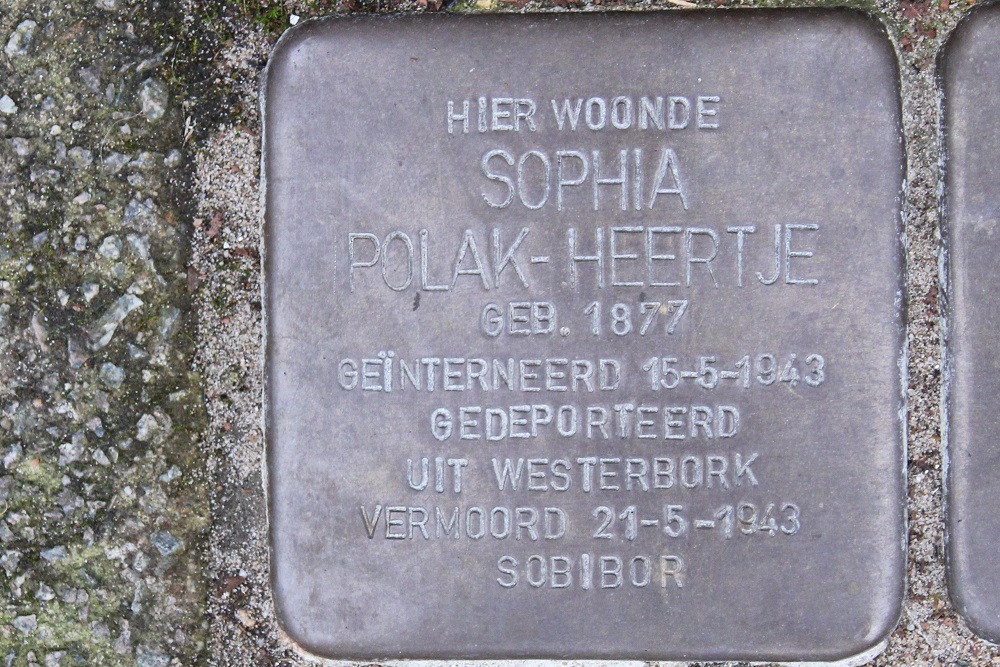 HIER WOONDE
SOPHIA
POLAK-HEERTJE
GEB. 1877
GEÏNTERNEERD 15-5-1943
GEDEPORTEERD
UIT WESTERBORK
VERMOORD 21-5-1943
SOBIBOR